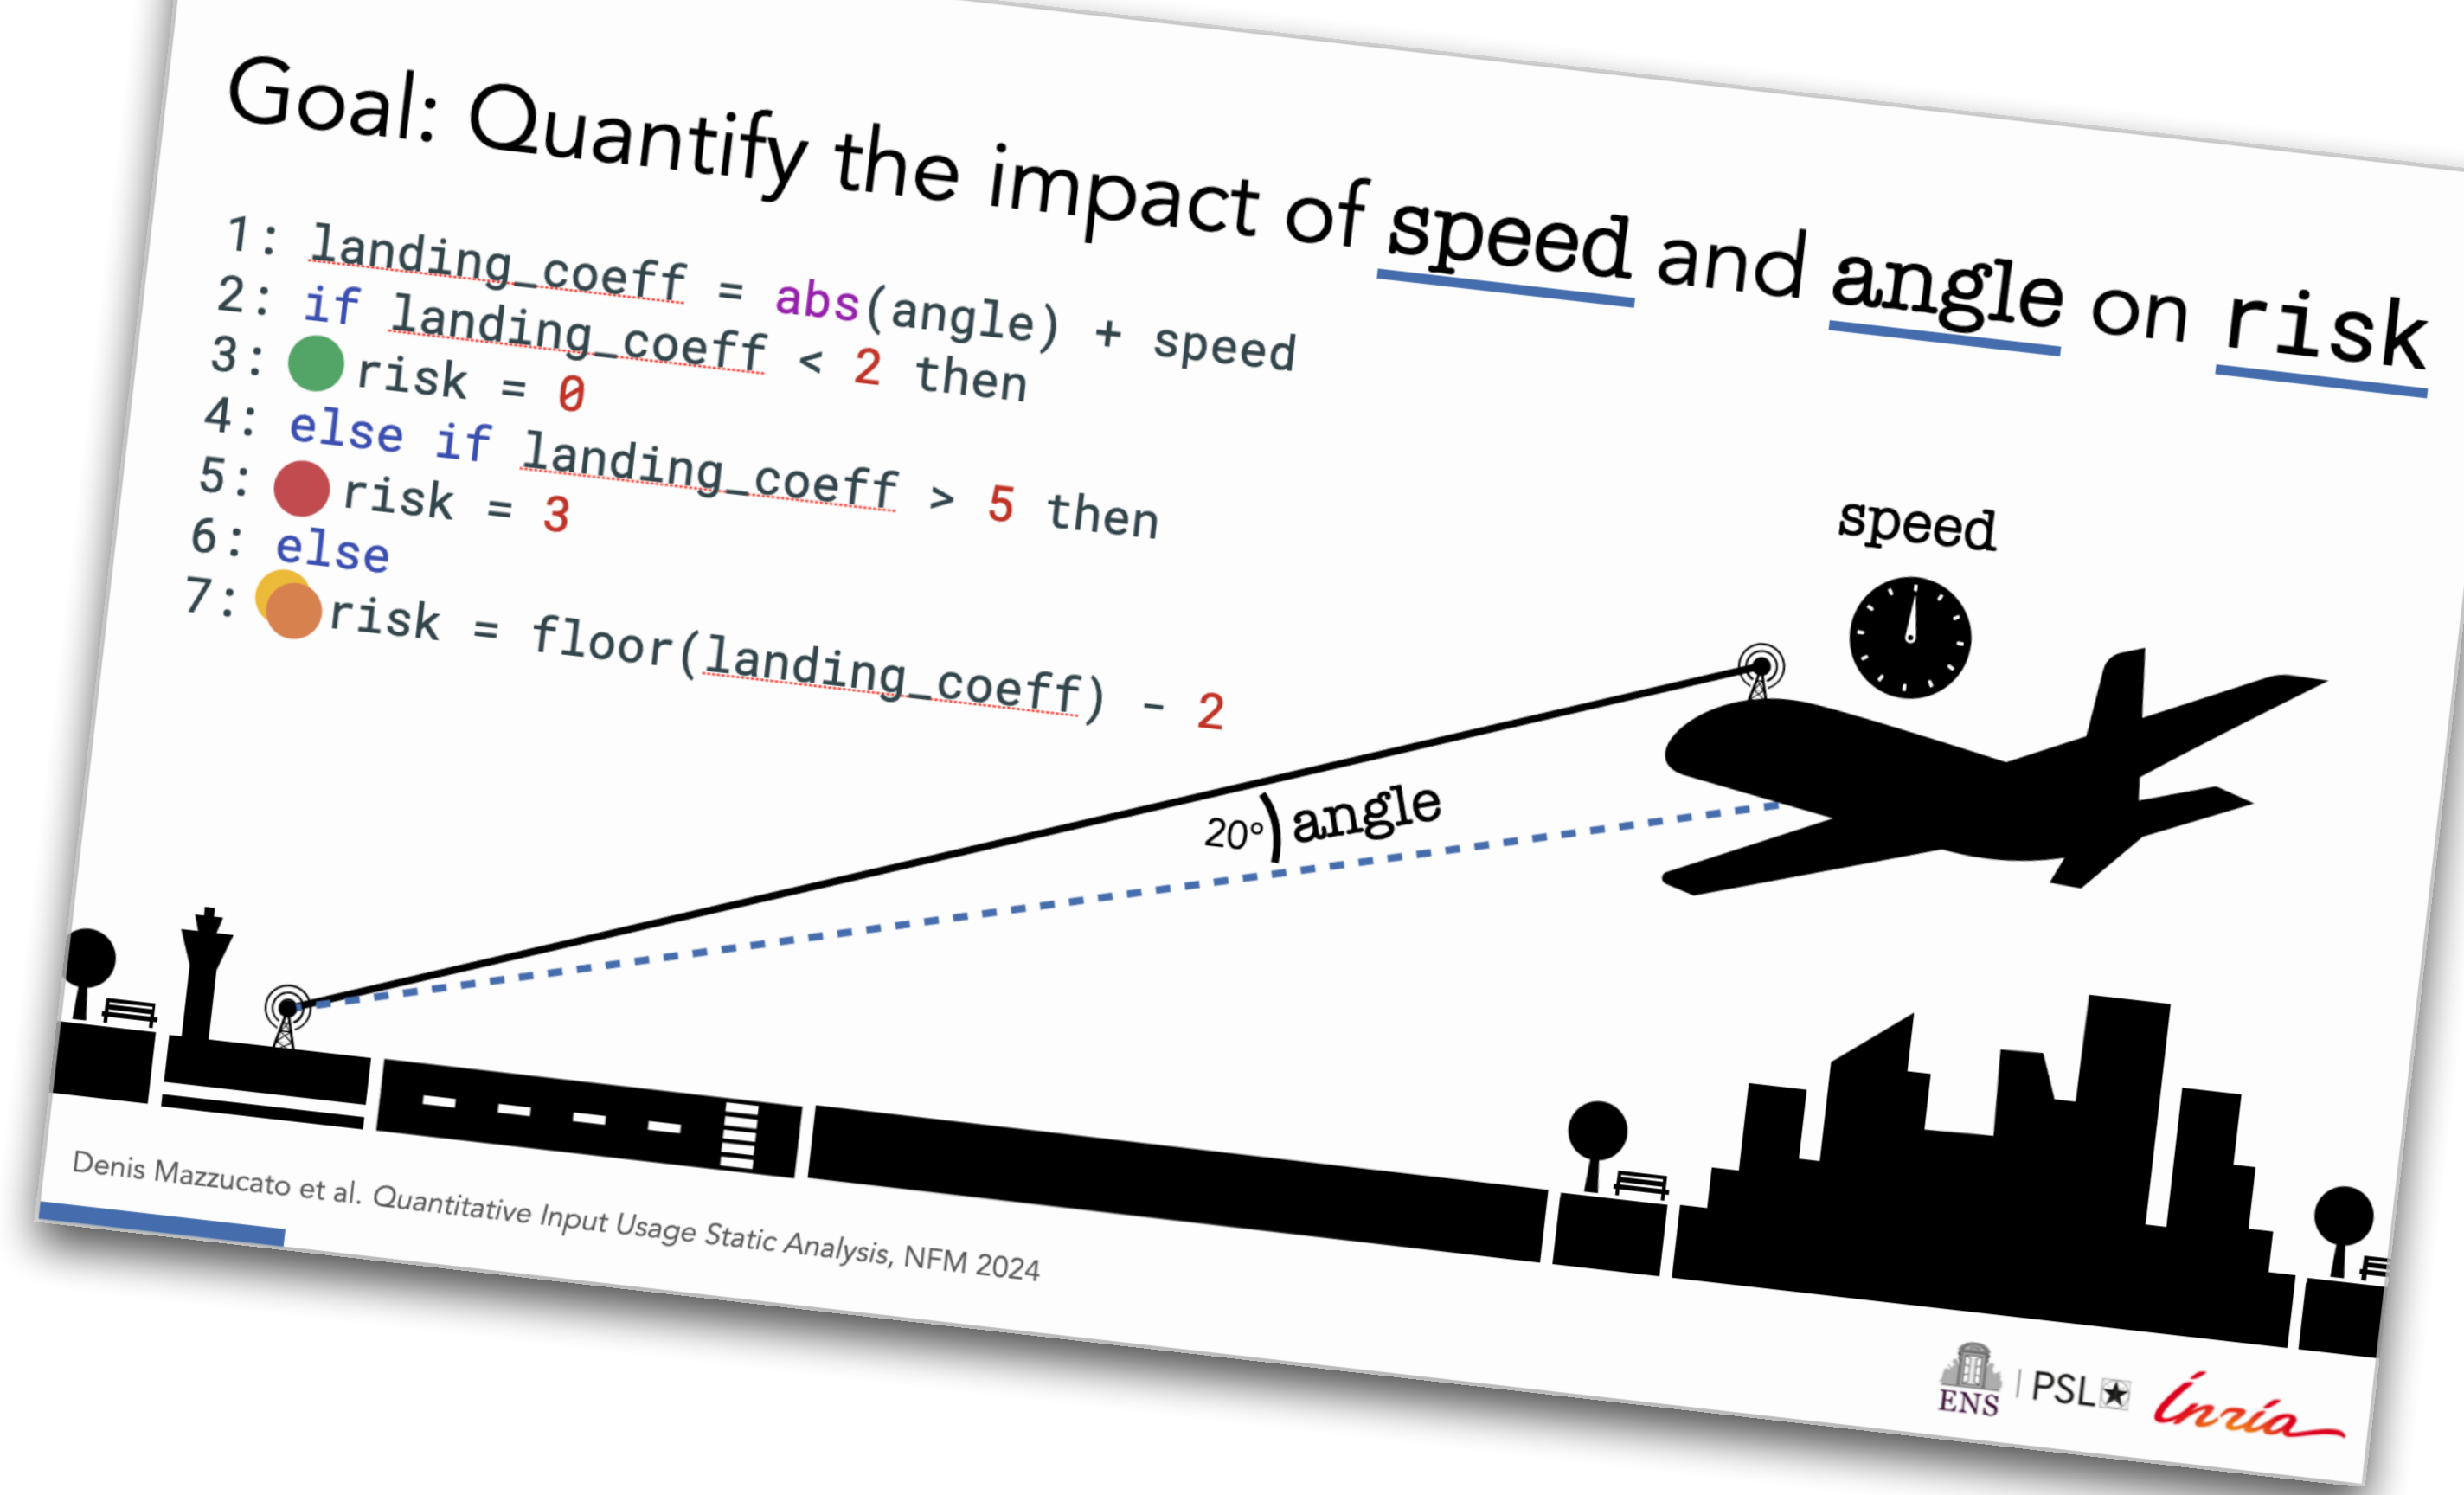 Goal: Quantify the impact of speed and angle on risk
1: landing_coeff = abs(angle) + speed
2: if landing_coeff < 2 then
3: risk = 0
4: else if landing_coeff > 5 then
5: risk = 3
6: else
7: risk = floor(landing_coeff) - 2
speed
20° angle
Denis Mazzucato et al. Quantitative Input Usage Static Analysis, NFM 2024
ENS | PSL
Inria